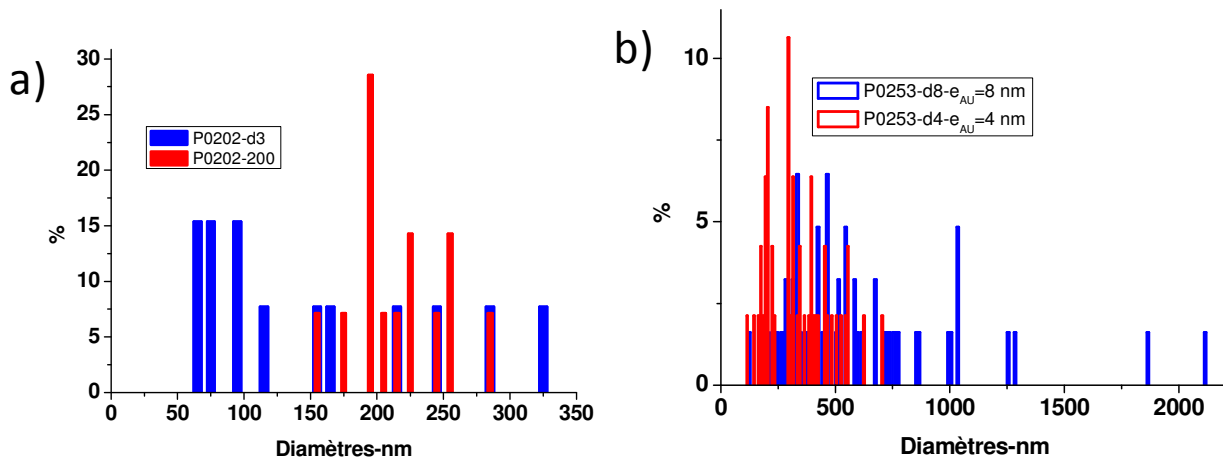 a)
%
30
25
20
15
10
5
0
P0202-d3
P0202-200
0 50 100 150 200 250 300 350
Diamètres-nm
b)
%
10
5
0
P0253-d8-eAU=8 nm
P0253-d4-eAU=4 nm
0 500 1000 1500 2000
Diamètres-nm